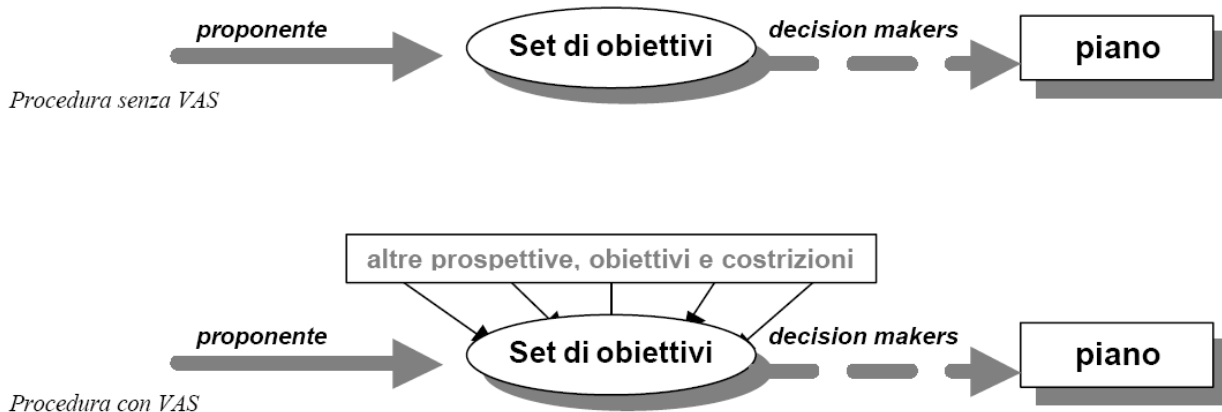 proponente
Set di obiettivi
decision makers
piano
Procedura senza VAS
altre prospettive, obiettivi e costrizioni
proponente
Set di obiettivi
decision makers
piano
Procedura con VAS